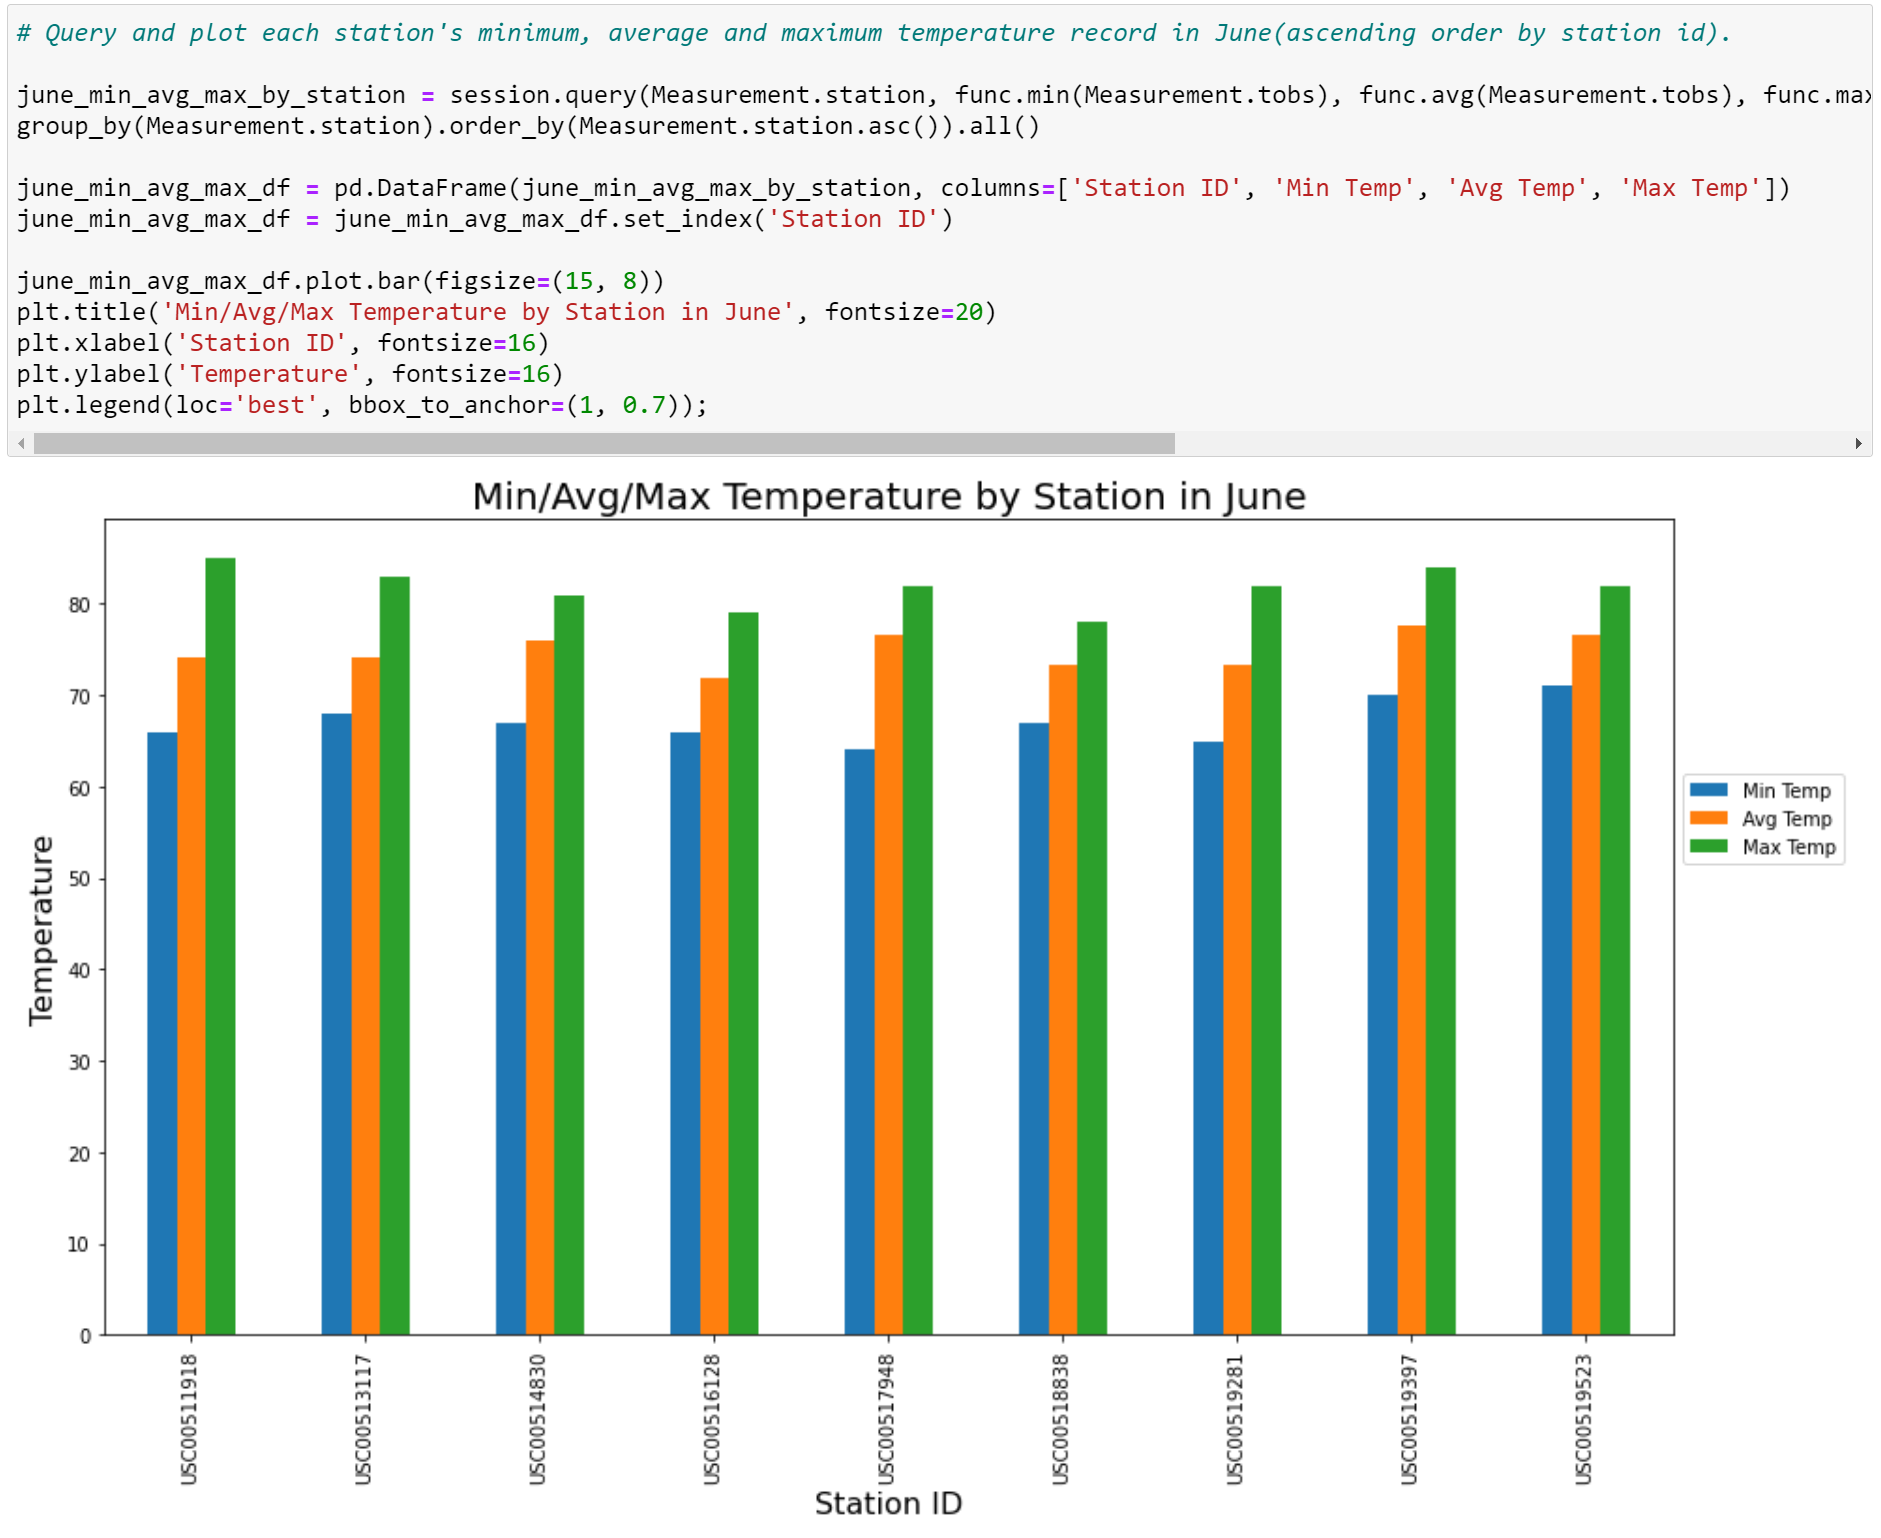 # Query and plot each station's minimum, average and maximum temperature record in June(ascending order by station id).
june_min_avg_max_by_station = session.query(Measurement.station, func.min(Measurement.tobs), func.avg(Measurement.tobs), func.max
group_by(Measurement.station).order_by(Measurement.station.asc()).all()
june_min_avg_max_df = pd.DataFrame(june_min_avg_max_by_station, columns=['Station ID', 'Min Temp', 'Avg Temp', 'Max Temp'])
june_min_avg_max_df = june_min_avg_max_df.set_index('Station ID')
june_min_avg_max_df.plot.bar(figsize=(15, 8))
plt.title('Min/Avg/Max Temperature by Station in June', fontsize=20)
plt.xlabel('Station ID', fontsize=16)
plt.ylabel('Temperature', fontsize=16)
plt.legend(loc='best', bbox_to_anchor=(1, 0.7));
Min/Avg/Max Temperature by Station in June
Temperature
80
70
60
50
40
30
20
10
0
Min Temp
Avg Temp
Max Temp
USC00511918
USC00513117
USC00514830
USC00516128
USC00517948
USC00518838
USC00519281
USC00519397
USC00519523
Station ID